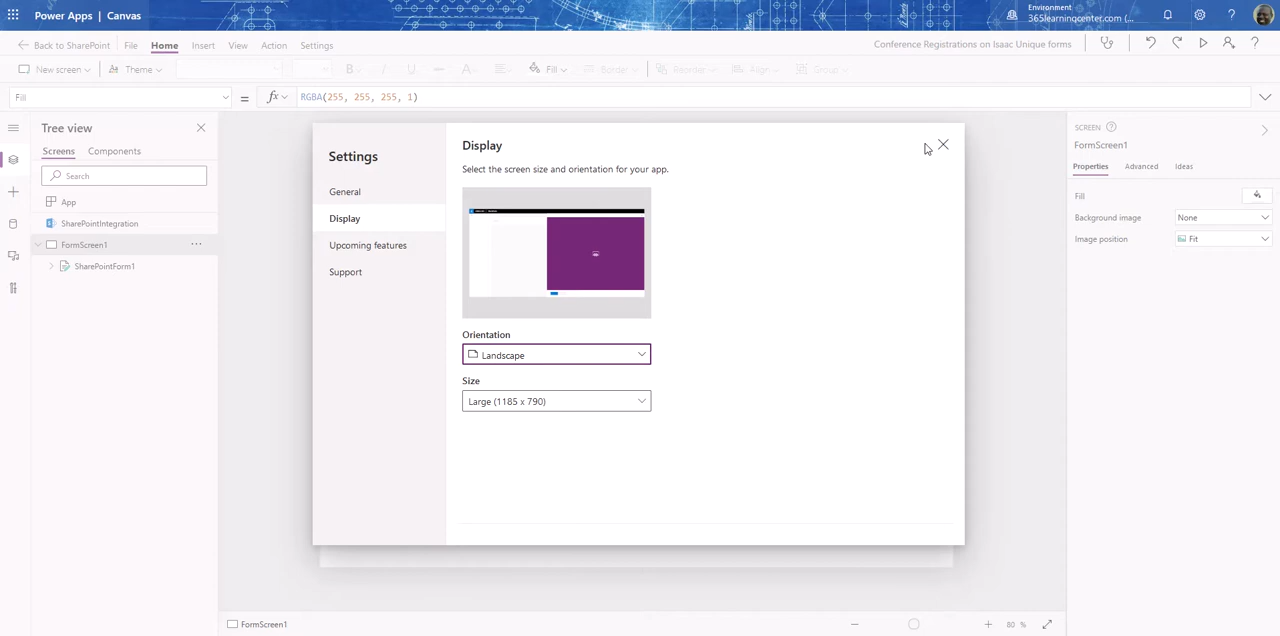 Power Apps | Canvas
Environment
365learningcenter.com (...
Back to SharePoint File Home Insert View Action Settings
Conference Registrations on Isaac Unique forms
New screen Theme B I U A Fill Border Reorder Align Group
Fill = fx RGBA(255, 255, 255, 1)
Tree view
Screens Components
Search
App
SharePointIntegration
FormScreen1 ...
SharePointForm1
Settings
General
Display
Upcoming features
Support
Display
Select the screen size and orientation for your app.
Orientation
Landscape
Size
Large (1185 x 790)
SCREEN
FormScreen1
Properties Advanced Ideas
Fill
Background image None
Image position Fit
FormScreen1
80 %